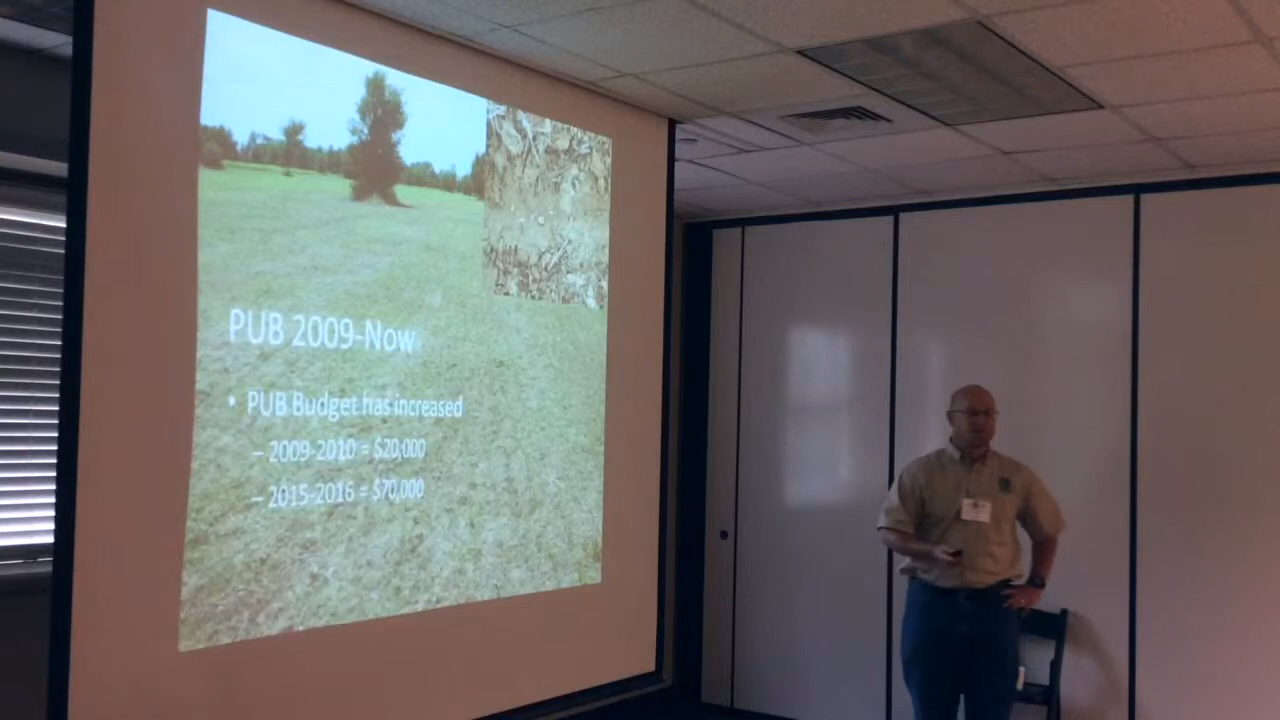 PUB 2009-Now
• PUB Budget has increased
– 2009-2010 = $20,000
– 2015-2016 = $70,000